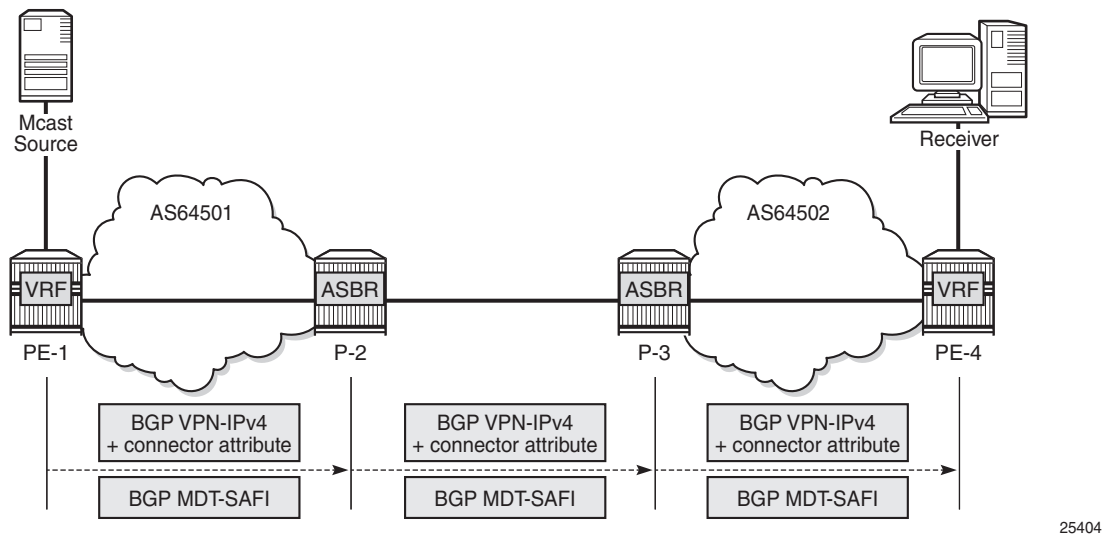 Mcast
Source
Receiver
AS64501
AS64502
VRF
ASBR
ASBR
VRF
PE-1
P-2
P-3
PE-4
BGP VPN-IPv4
+ connector attribute
BGP VPN-IPv4
+ connector attribute
BGP VPN-IPv4
+ connector attribute
BGP MDT-SAFI
BGP MDT-SAFI
BGP MDT-SAFI
25404